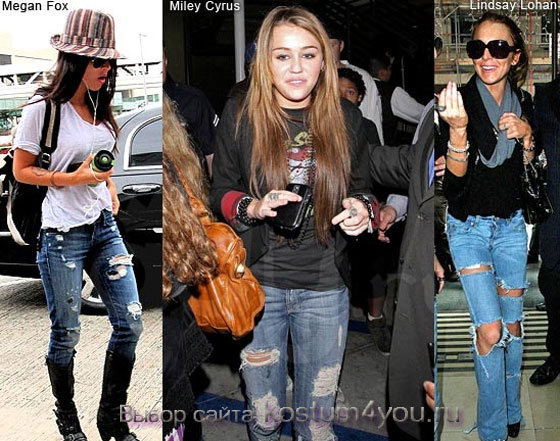 Megan Fox
Miley Cyrus
Lindsay Lohan
Выбор сайта kostum4you.ru